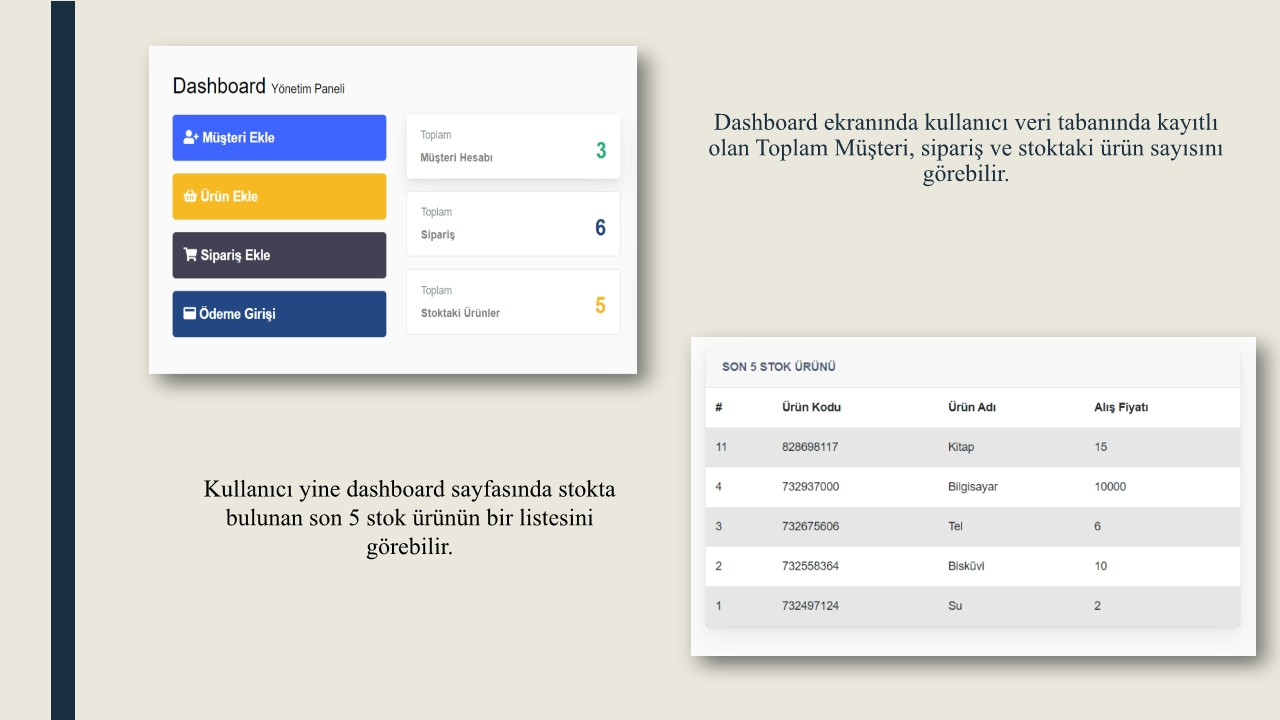 Dashboard Yönetim Paneli
Müşteri Ekle
Ürün Ekle
Sipariş Ekle
Ödeme Girişi
Toplam
Müşteri Hesabı
3
Toplam
Sipariş
6
Toplam
Stoktaki Ürünler
5
Dashboard ekranında kullanıcı veri tabanında kayıtlı
olan Toplam Müşteri, sipariş ve stoktaki ürün sayısını
görebilir.
Kullanıcı yine dashboard sayfasında stokta
bulunan son 5 stok ürünün bir listesini
görebilir.
SON 5 STOK ÜRÜNÜ
# Ürün Kodu Ürün Adı Alış Fiyatı
11 828698117 Kitap 15
4 732937000 Bilgisayar 10000
3 732675606 Tel 6
2 732558364 Bisküvi 10
1 732497124 Su 2